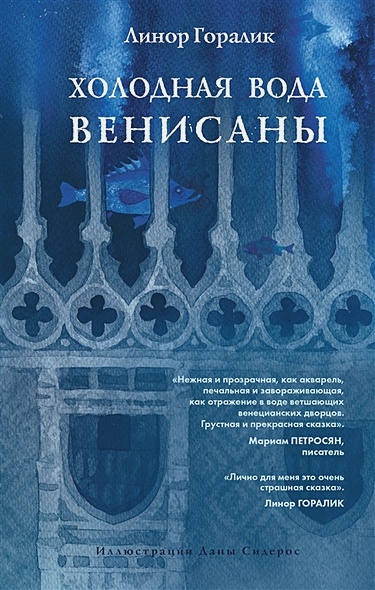 Линор Горалик
ХОЛОДНАЯ ВОДА
ВЕНИСАНЫ
«Нежная и прозрачная, как акварель,
печальная и завораживающая,
как отражение в воде ветшающих
венецианских дворцов.
Грустная и прекрасная сказка».
Мариам ПЕТРОСЯН,
писатель
«Лично для меня это очень
страшная сказка».
Линор ГОРАЛИК
Иллюстрации Даны Сидерос